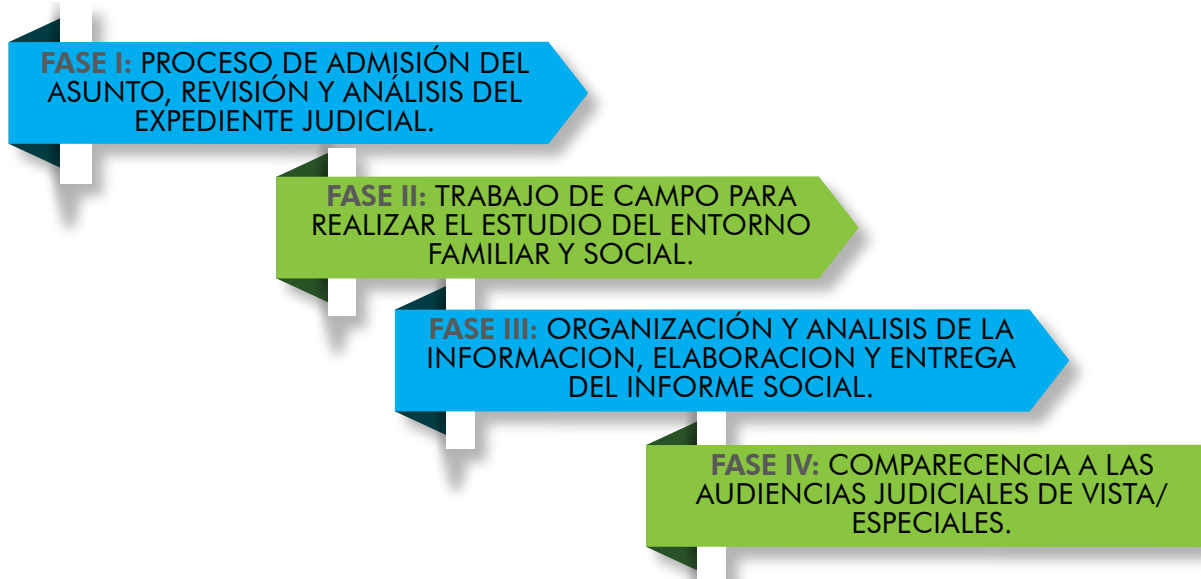 FASE I: PROCESO DE ADMISIÓN DEL
ASUNTO, REVISIÓN Y ANÁLISIS DEL
EXPEDIENTE JUDICIAL.
FASE II: TRABAJO DE CAMPO PARA
REALIZAR EL ESTUDIO DEL ENTORNO
FAMILIAR Y SOCIAL.
FASE III: ORGANIZACIÓN Y ANALISIS DE LA
INFORMACION, ELABORACION Y ENTREGA
DEL INFORME SOCIAL.
FASE IV: COMPARECENCIA A LAS
AUDIENCIAS JUDICIALES DE VISTA/
ESPECIALES.